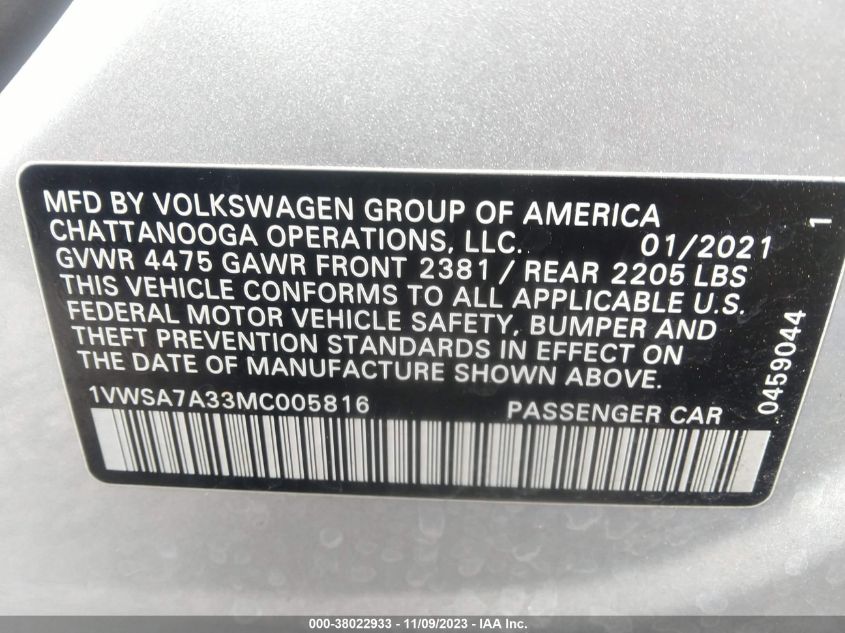 MFD BY VOLKSWAGEN GROUP OF AMERICA
CHATTANOOGA OPERATIONS, LLC. 01/2021
GVWR 4475 GAWR FRONT 2381 / REAR 2205 LBS
THIS VEHICLE CONFORMS TO ALL APPLICABLE U.S.
FEDERAL MOTOR VEHICLE SAFETY, BUMPER AND
THEFT PREVENTION STANDARDS IN EFFECT ON
THE DATE OF MANUFACTURE SHOWN ABOVE.
1VWSA7A33MC005816 PASSENGER CAR
0459044
1
000-38022933 - 11/09/2023 - IAA Inc.